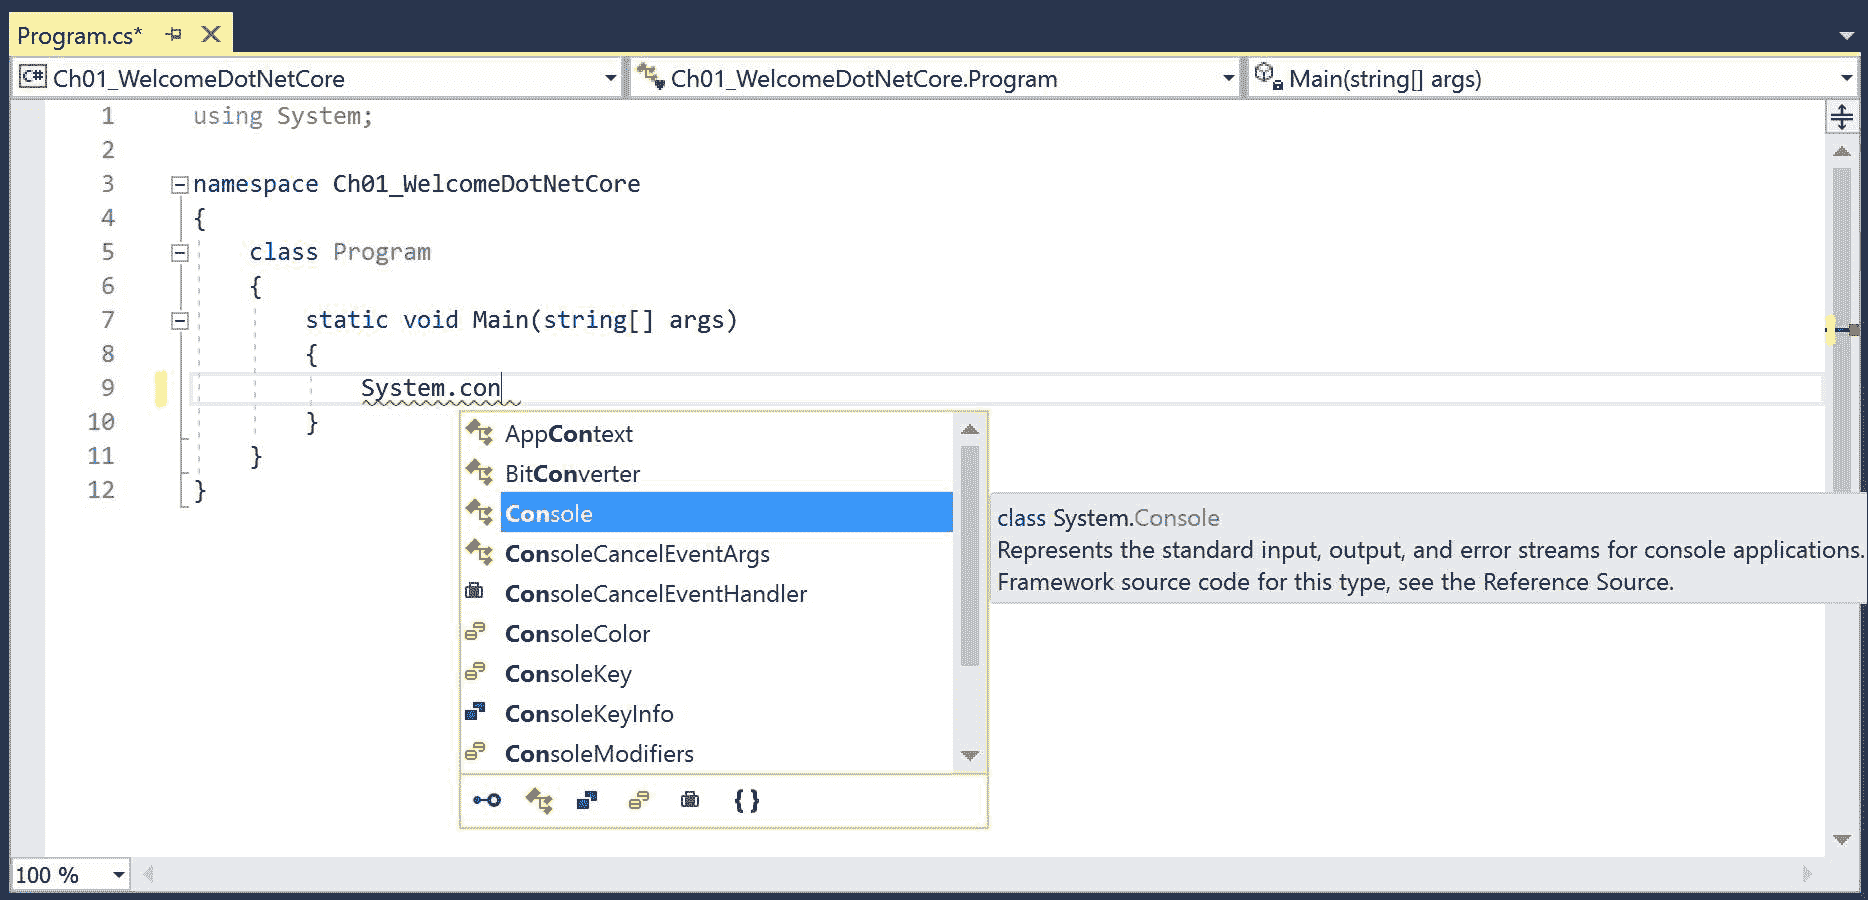 Program.cs*
C# Ch01_WelcomeDotNetCore Ch01_WelcomeDotNetCore.Program Main(string[] args)
1 using System;
2
3 namespace Ch01_WelcomeDotNetCore
4 {
5 class Program
6 {
7 static void Main(string[] args)
8 {
9 System.con
10 }
11 }
12 }
AppContext
BitConverter
Console
ConsoleCancelEventArgs
ConsoleCancelEventHandler
ConsoleColor
ConsoleKey
ConsoleKeyInfo
ConsoleModifiers
{ }
class System.Console
Represents the standard input, output, and error streams for console applications.
Framework source code for this type, see the Reference Source.
100 %